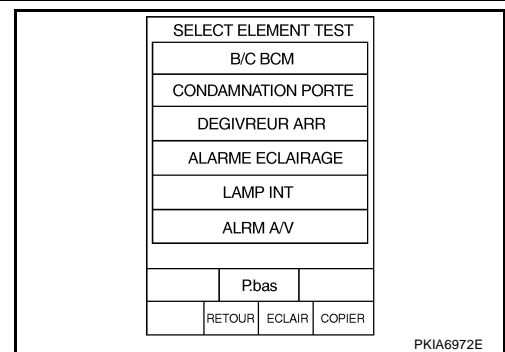 SELECT ELEMENT TEST
B/C BCM
CONDAMNATION PORTE
DEGIVREUR ARR
ALARME ECLAIRAGE
LAMP INT
ALRM A/V
P.bas
RETOUR ECLAIR COPIER
PKIA6972E